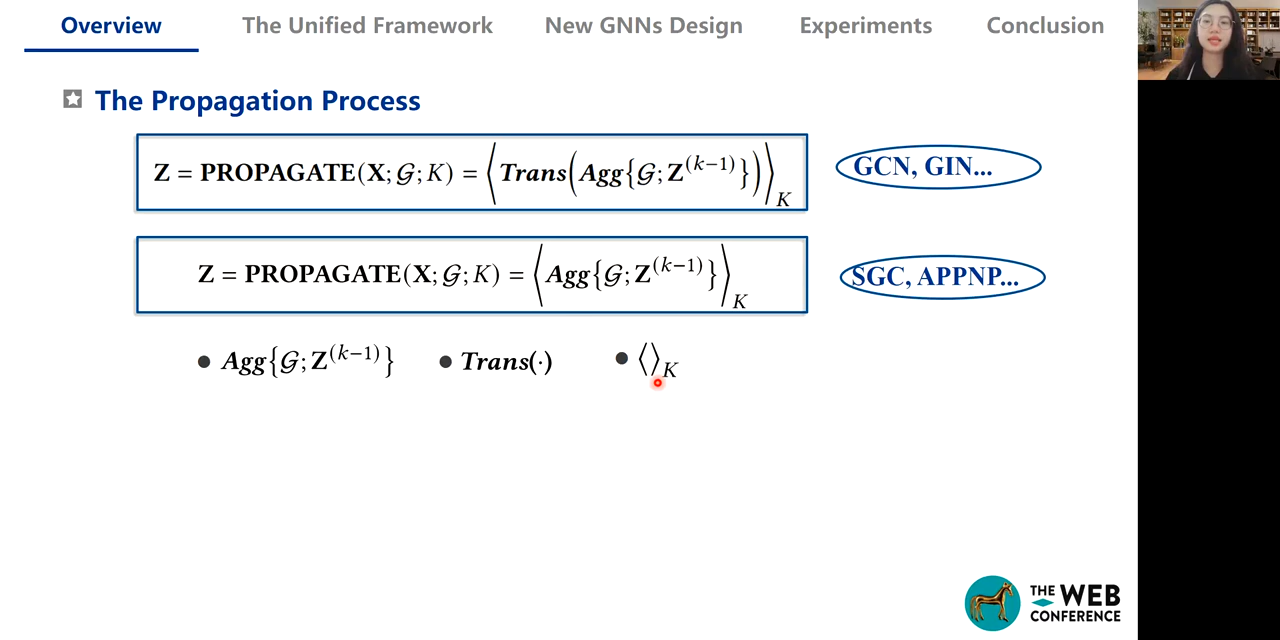 Overview The Unified Framework New GNNs Design Experiments Conclusion
The Propagation Process
Z = PROPAGATE(X; 𝒢; K) = ⟨Trans(Agg{𝒢; Z^(k−1)})⟩_K
GCN, GIN...
Z = PROPAGATE(X; 𝒢; K) = ⟨Agg{𝒢; Z^(k−1)}⟩_K
SGC, APPNP...
• Agg{𝒢; Z^(k−1)} • Trans(·) • ⟨⟩_K
THE WEB
CONFERENCE